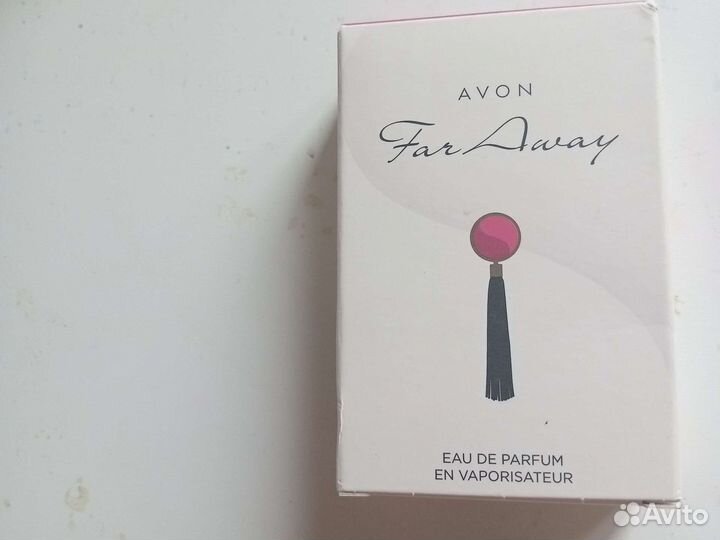 AVON
Far Away
EAU DE PARFUM
EN VAPORISATEUR
Avito